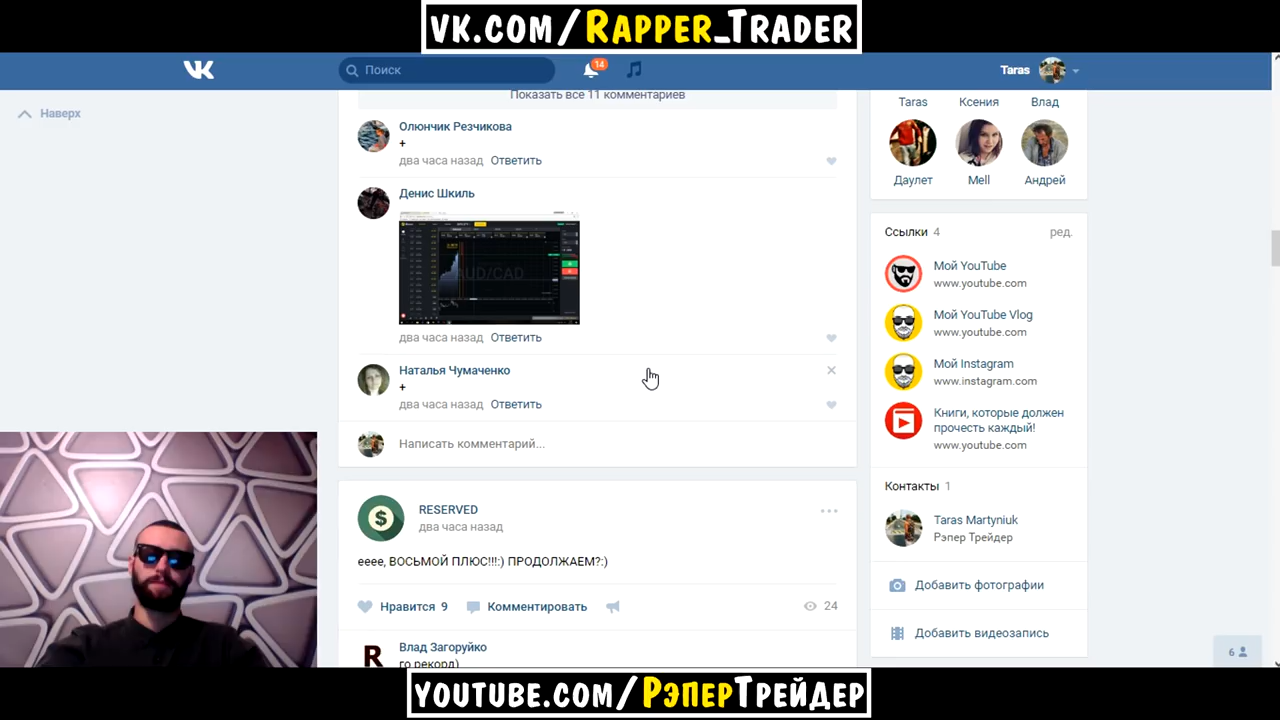 VK.COM/RAPPER_TRADER
Поиск
14
Taras
Наверх
Показать все 11 комментариев
Олюнчик Резчикова
+
два часа назад Ответить
Денис Шкиль
AUD/CAD
два часа назад Ответить
Наталья Чумаченко
+
два часа назад Ответить
Написать комментарий...
RESERVED
два часа назад
ееее, ВОСЬМОЙ ПЛЮС!!!:) ПРОДОЛЖАЕМ?:)
Нравится 9 Комментировать 24
Влад Загоруйко
го рекорд)
Taras Ксения Влад
Даулет Mell Андрей
Ссылки 4 ред.
Мой YouTube
www.youtube.com
Мой YouTube Vlog
www.youtube.com
Мой Instagram
www.instagram.com
Книги, которые должен
прочесть каждый!
www.youtube.com
Контакты 1
Taras Martyniuk
Рэпер Трейдер
Добавить фотографии
Добавить видеозапись
6
YOUTUBE.COM/РЭПЕРТРЕЙДЕР